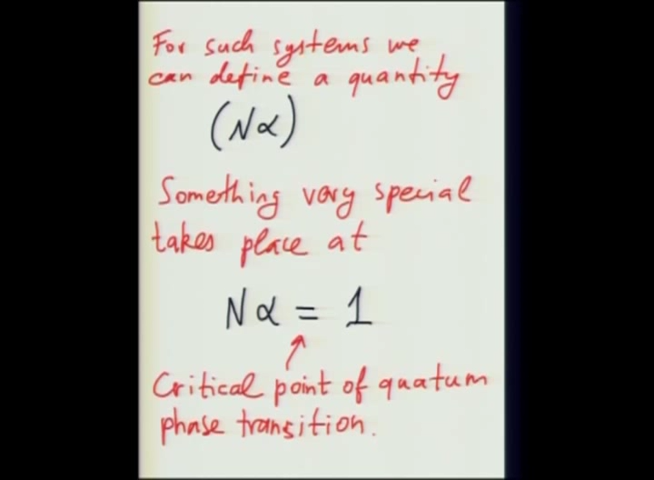 For such systems we
can define a quantity
(Nα)
Something very special
takes place at
Nα = 1
Critical point of quatum
phase transition.